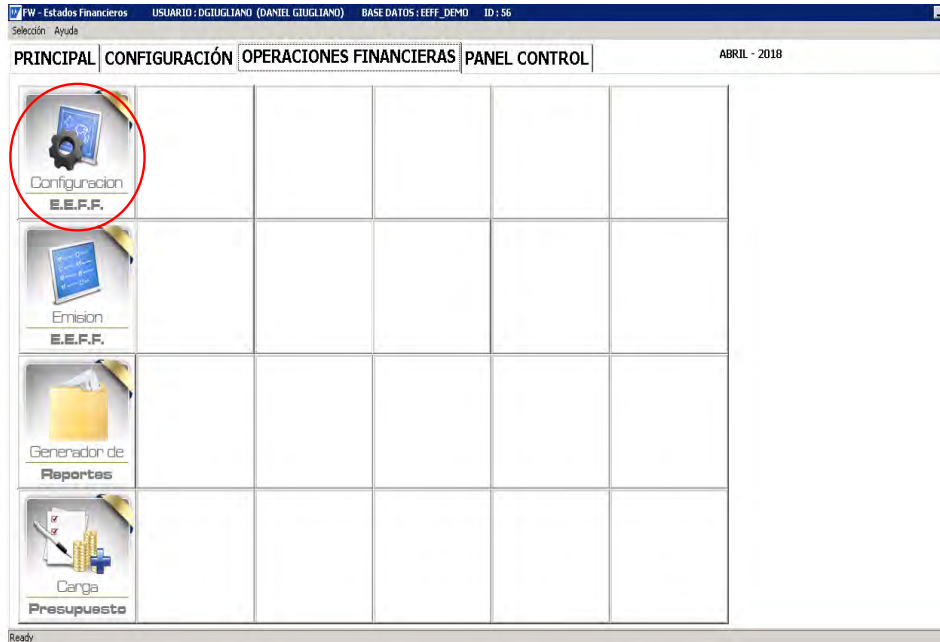 FW - Estados Financieros USUARIO : DGIUGLIANO (DANIEL GIUGLIANO) BASE DATOS : EEFF_DEMO ID : 56
Selección Ayuda
PRINCIPAL CONFIGURACIÓN OPERACIONES FINANCIERAS PANEL CONTROL ABRIL - 2018
Configuracion
E.E.F.F.
Emision
E.E.F.F.
Generador de
Reportes
Carga
Presupuesto
Ready